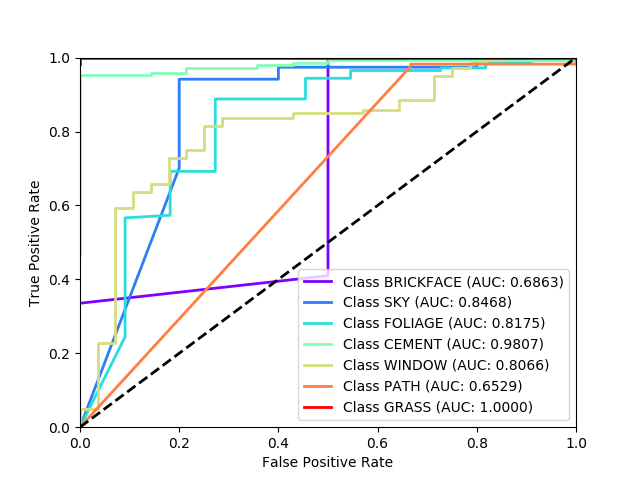 1.0
0.8
0.6
0.4
0.2
0.0
True Positive Rate
Class BRICKFACE (AUC: 0.6863)
Class SKY (AUC: 0.8468)
Class FOLIAGE (AUC: 0.8175)
Class CEMENT (AUC: 0.9807)
Class WINDOW (AUC: 0.8066)
Class PATH (AUC: 0.6529)
Class GRASS (AUC: 1.0000)
0.0 0.2 0.4 0.6 0.8 1.0
False Positive Rate